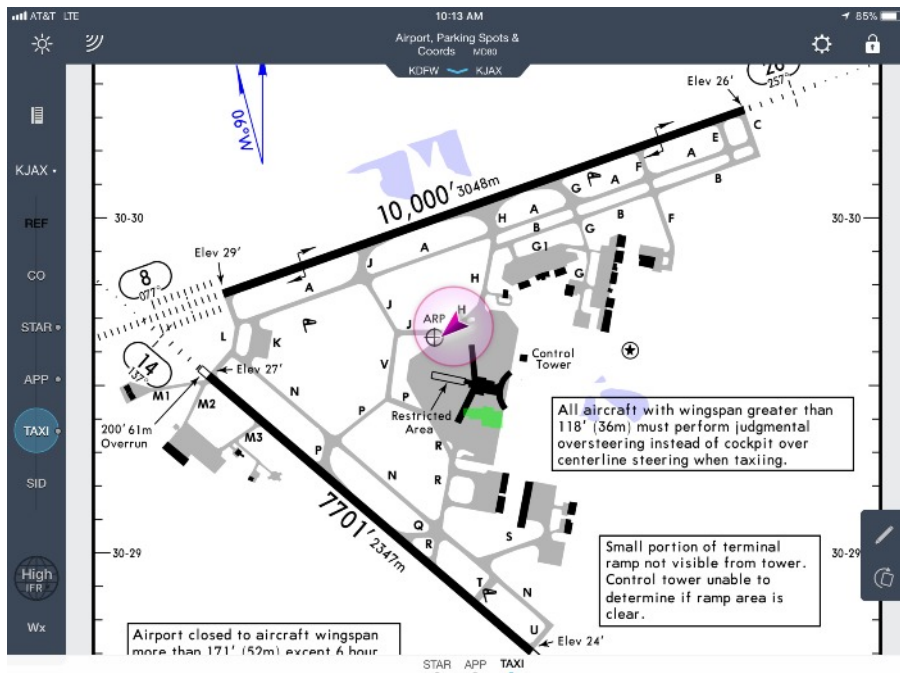 AT&T LTE
10:13 AM
85%
Airport, Parking Spots &
Coords MD80
KDFW KJAX
KJAX
REF
CO
STAR
APP
TAXI
SID
High
IFR
Wx
06°W
26
257°
Elev 26'
C
E
A
F
B
A
G
A
F
B
H
A
B
G
G1
G
10,000' 3048m
30-30
30-30
Elev 29'
J
A
A
H
8
077°
J
J
ARP
H
L
K
14
137°
Elev 27'
V
Control
Tower
M1
M2
N
P
P
200' 61m
Overrun
Restricted
Area
M3
P
R
N
R
All aircraft with wingspan greater than
118' (36m) must perform judgmental
oversteering instead of cockpit over
centerline steering when taxiing.
7701' 2347m
Q
R
S
T
N
U
30-29
30-29
Small portion of terminal
ramp not visible from tower.
Control tower unable to
determine if ramp area is
clear.
Elev 24'
Airport closed to aircraft wingspan
more than 171' (52m) except 6 hour
STAR APP TAXI